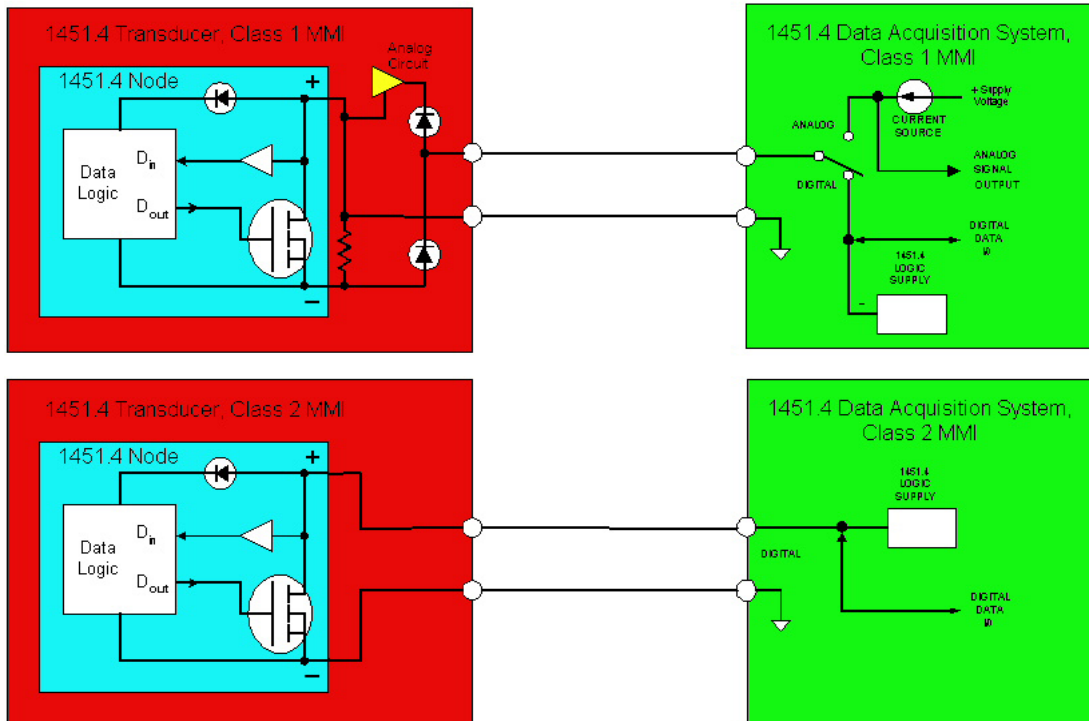 1451.4 Transducer, Class 1 MMI
Analog
Circuit
1451.4 Node
+
Data
Logic
Din
Dout
–
1451.4 Data Acquisition System,
Class 1 MMI
+ Supply
Voltage
CURRENT
SOURCE
ANALOG
ANALOG
SIGNAL
OUTPUT
DIGITAL
DIGITAL
DATA
I/O
1451.4
LOGIC
SUPPLY
-
1451.4 Transducer, Class 2 MMI
1451.4 Node
+
Data
Logic
Din
Dout
–
1451.4 Data Acquisition System,
Class 2 MMI
1451.4
LOGIC
SUPPLY
DIGITAL
DIGITAL
DATA
I/O